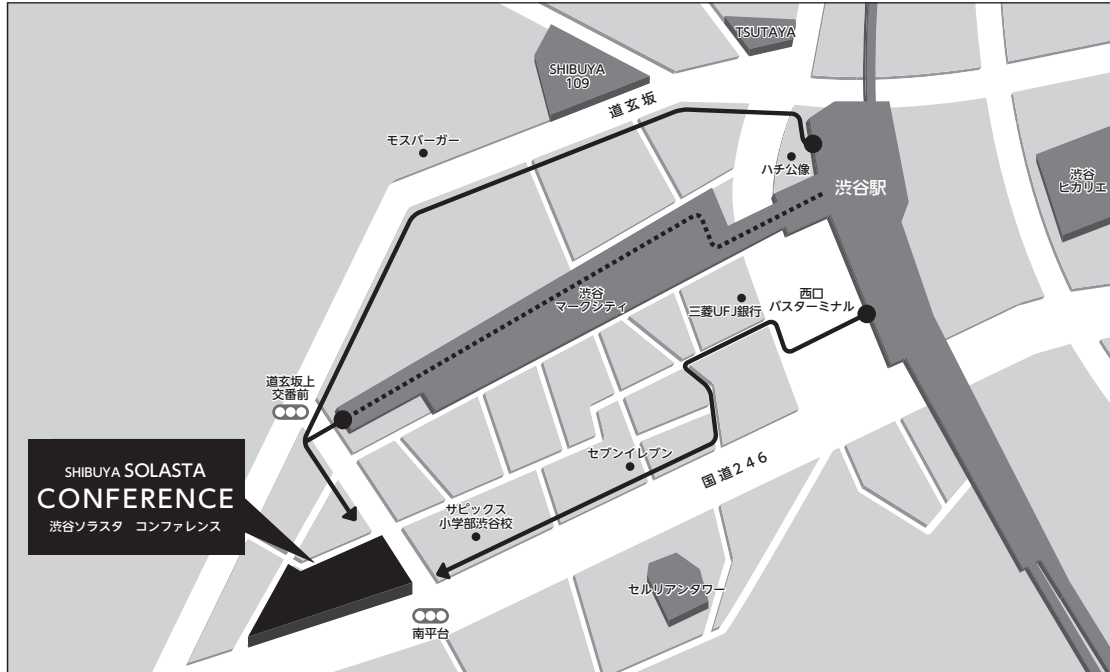 TSUTAYA
SHIBUYA
109
道玄坂
モスバーガー
ハチ公像
渋谷駅
渋谷
ヒカリエ
渋谷
マークシティ
三菱UFJ銀行
西口
バスターミナル
道玄坂上
交番前
SHIBUYA SOLASTA
CONFERENCE
渋谷ソラスタ コンファレンス
セブンイレブン
国道246
サピックス
小学部渋谷校
セルリアンタワー
南平台